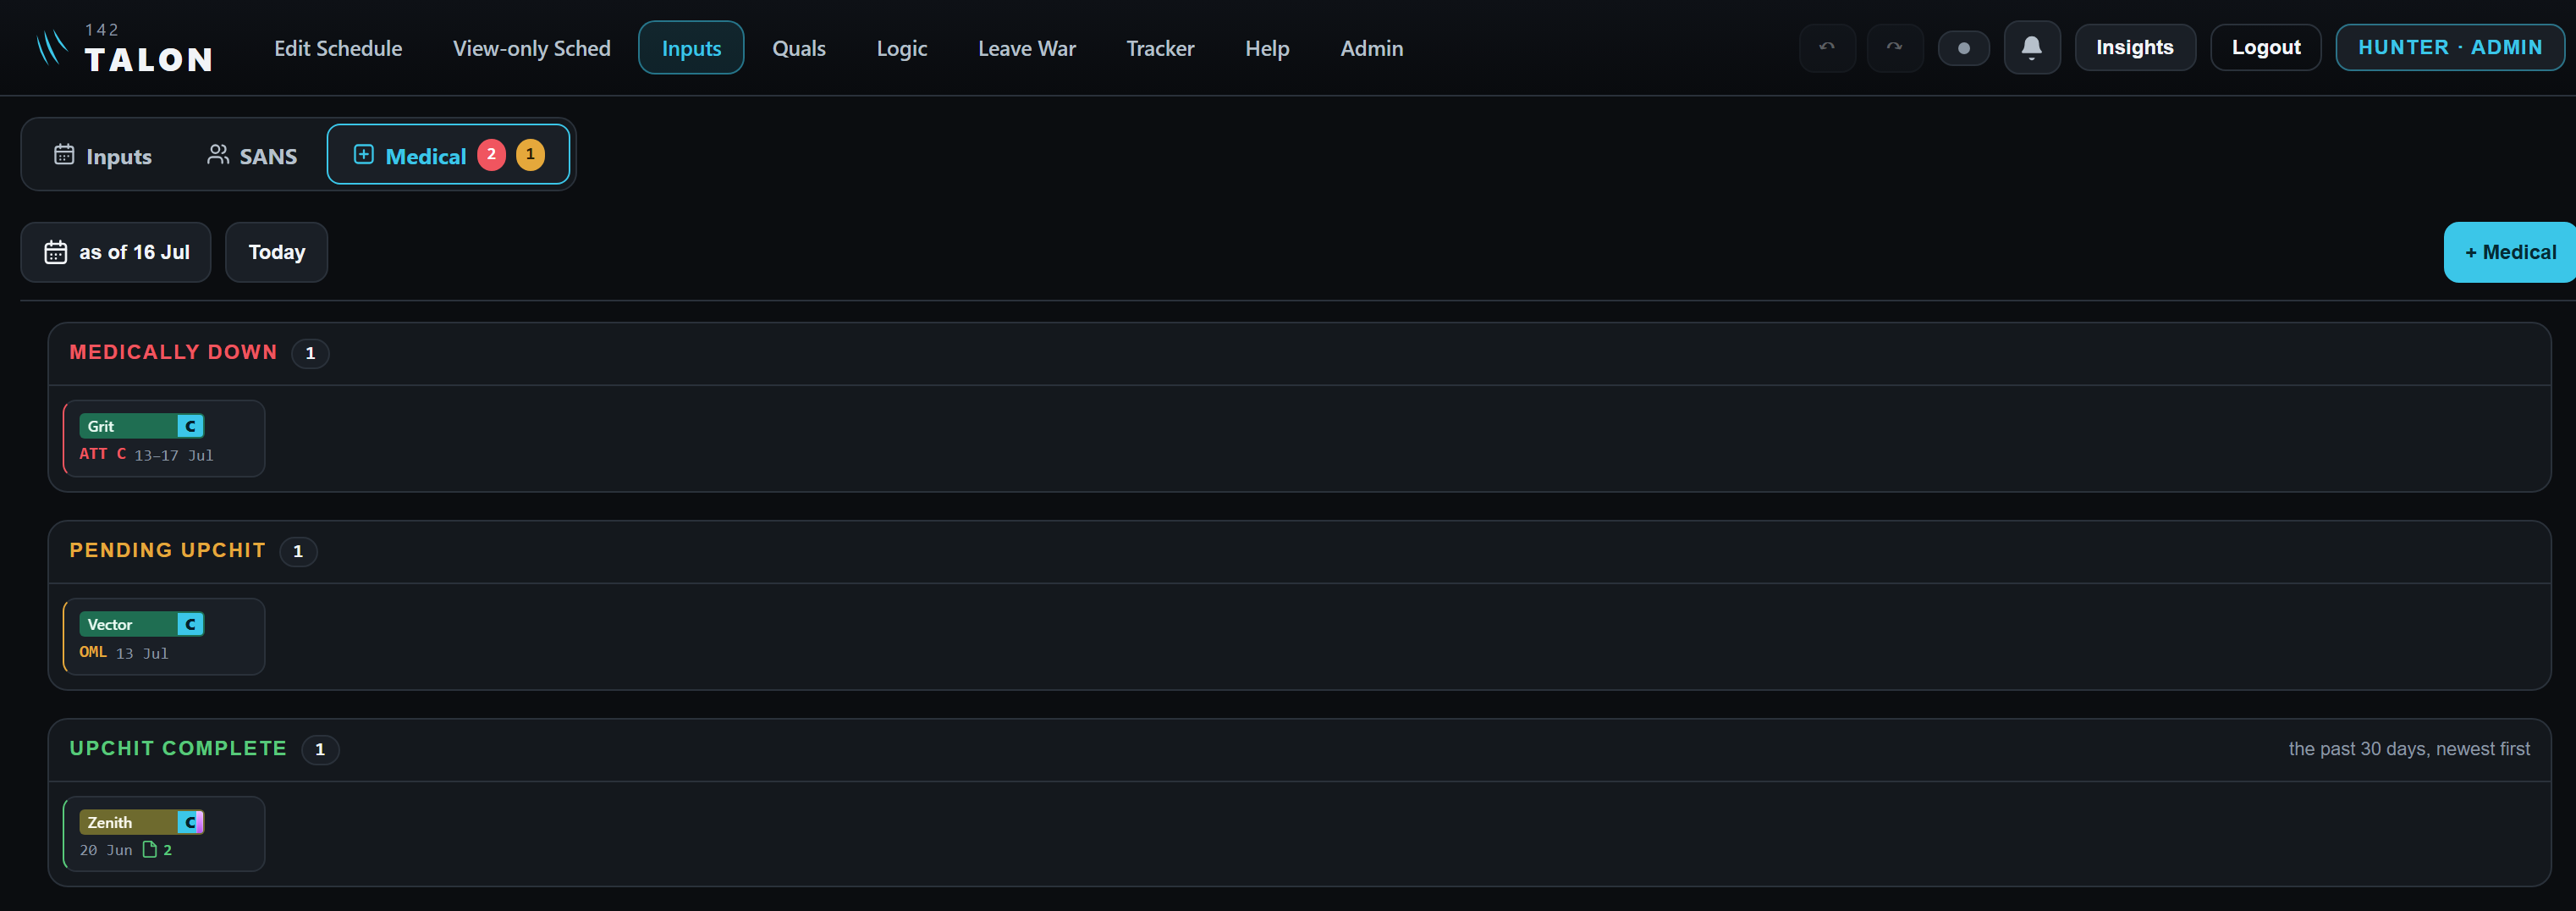 142
TALON
Edit Schedule View-only Sched Inputs Quals Logic Leave War Tracker Help Admin
Insights Logout HUNTER · ADMIN
Inputs SANS Medical 2 1
as of 16 Jul Today + Medical
MEDICALLY DOWN 1
Grit C
ATT C 13–17 Jul
PENDING UPCHIT 1
Vector C
OML 13 Jul
UPCHIT COMPLETE 1 the past 30 days, newest first
Zenith C
20 Jun 2